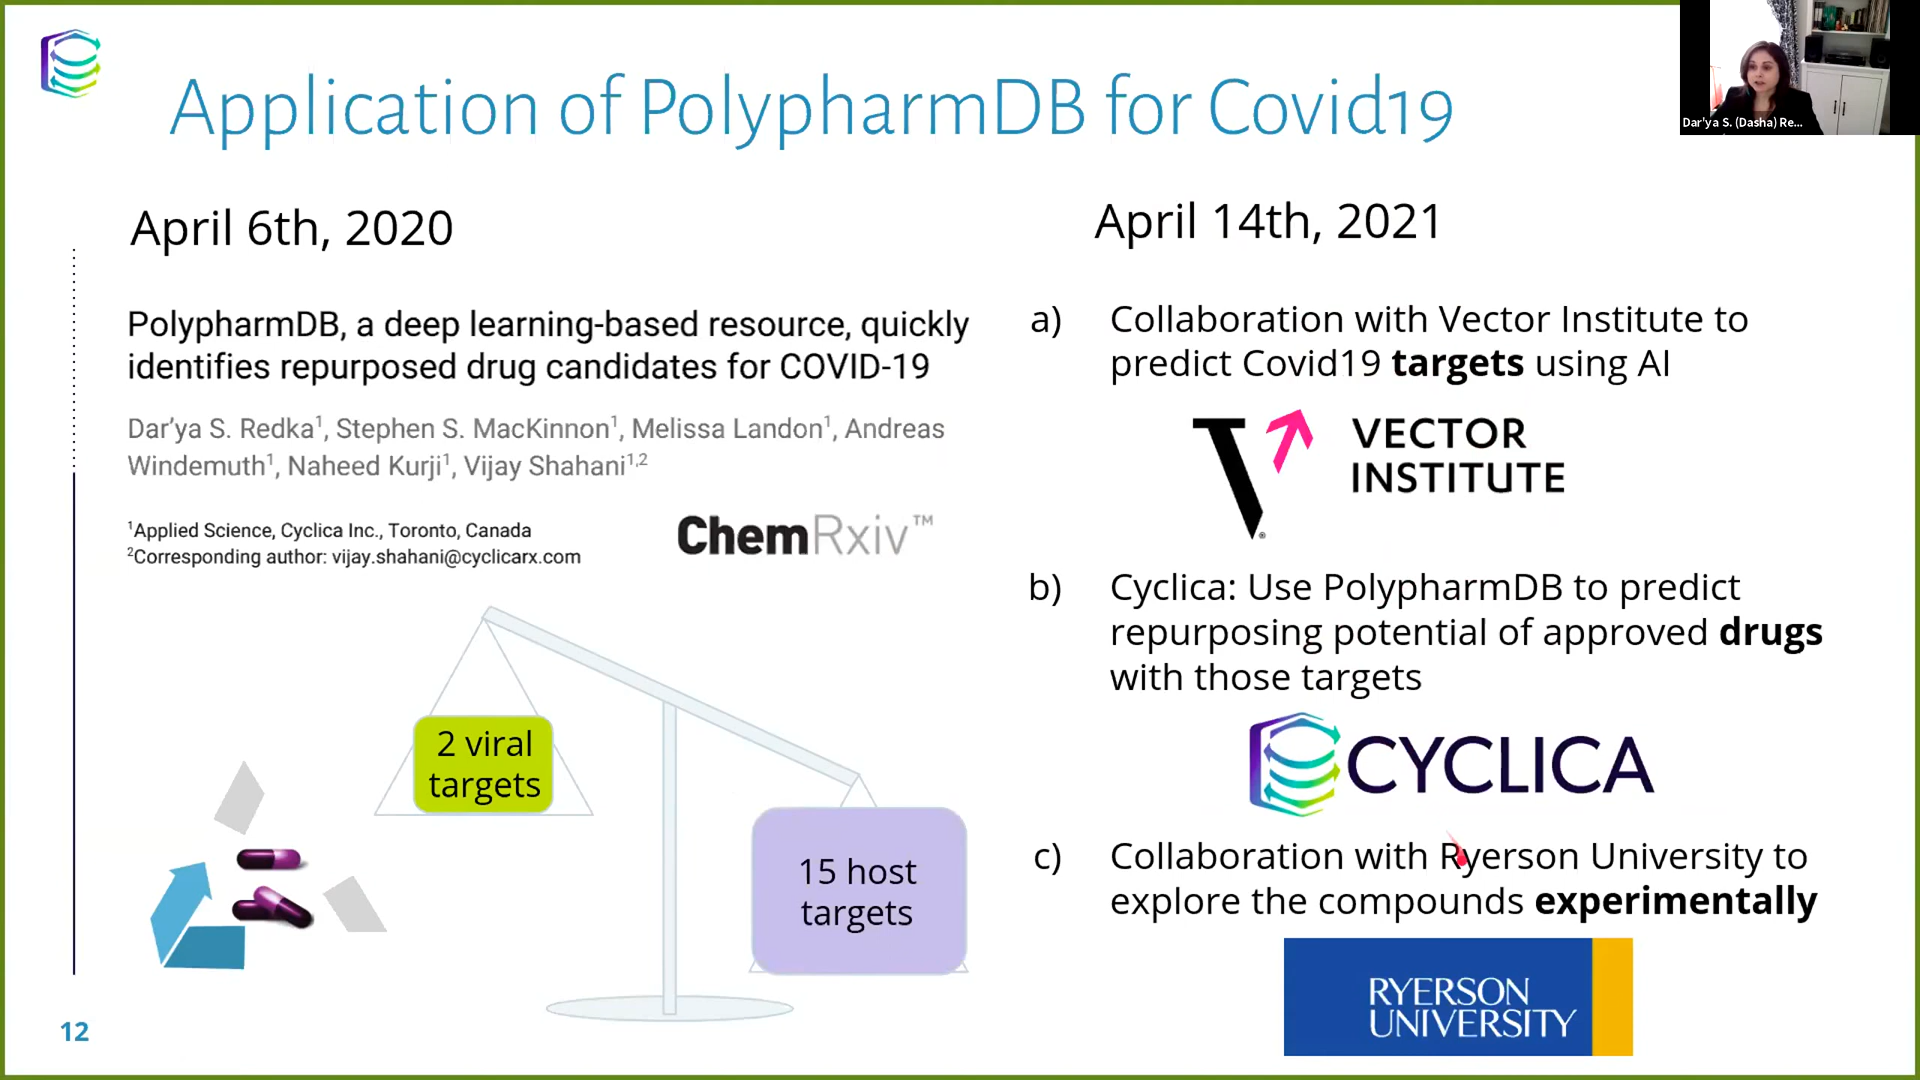 Application of PolypharmDB for Covid19
Dar'ya S. (Dasha) Re...
April 6th, 2020
PolypharmDB, a deep learning-based resource, quickly
identifies repurposed drug candidates for COVID-19
Dar’ya S. Redka1, Stephen S. MacKinnon1, Melissa Landon1, Andreas
Windemuth1, Naheed Kurji1, Vijay Shahani1,2
1Applied Science, Cyclica Inc., Toronto, Canada
2Corresponding author: vijay.shahani@cyclicarx.com
ChemRxiv™
2 viral
targets
15 host
targets
April 14th, 2021
a) Collaboration with Vector Institute to
predict Covid19 targets using AI
VECTOR
INSTITUTE
b) Cyclica: Use PolypharmDB to predict
repurposing potential of approved drugs
with those targets
CYCLICA
c) Collaboration with Ryerson University to
explore the compounds experimentally
RYERSON
UNIVERSITY
12